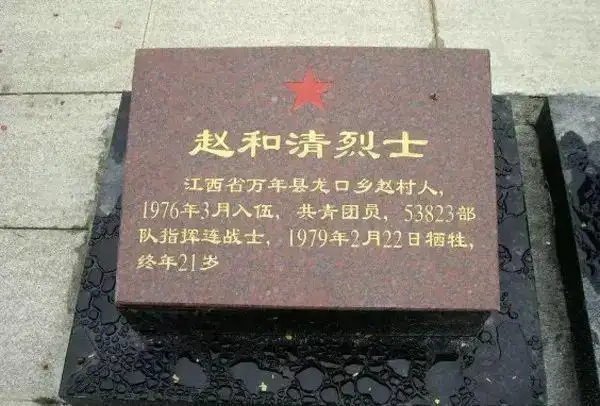 赵和清烈士
江西省万年县龙口乡赵村人，
1976年3月入伍，共青团员，53823部
队指挥连战士，1979年2月22日牺牲，
终年21岁